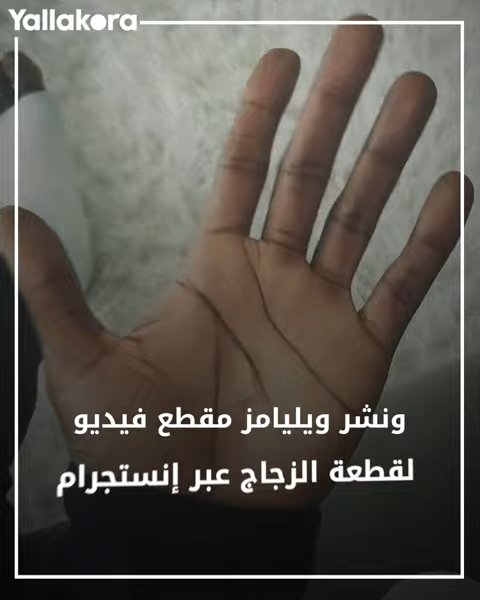 Yallakora
ونشر ويليامز مقطع فيديو
لقطعة الزجاج عبر إنستجرام